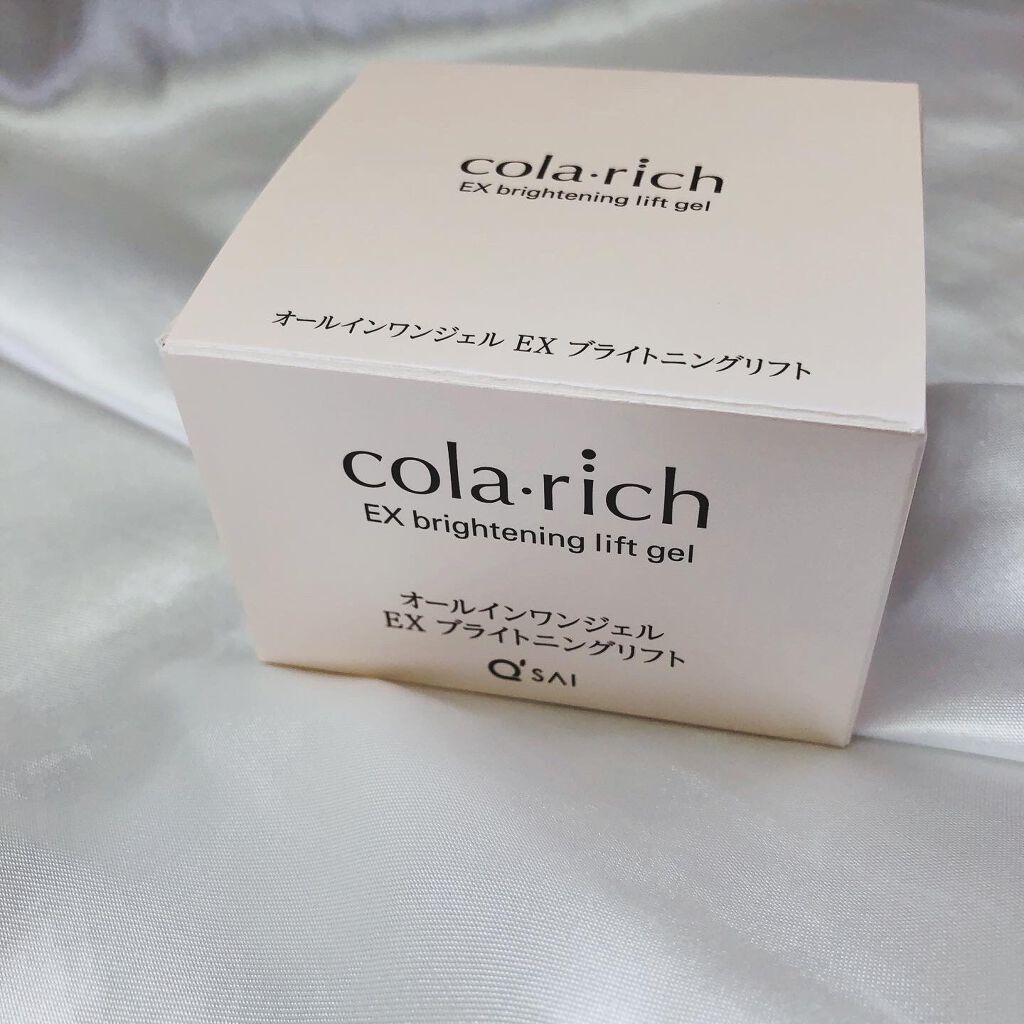 cola·rich
EX brightening lift gel
オールインワンジェル EX ブライトニングリフト
cola·rich
EX brightening lift gel
オールインワンジェル
EX ブライトニングリフト
Q'SAI